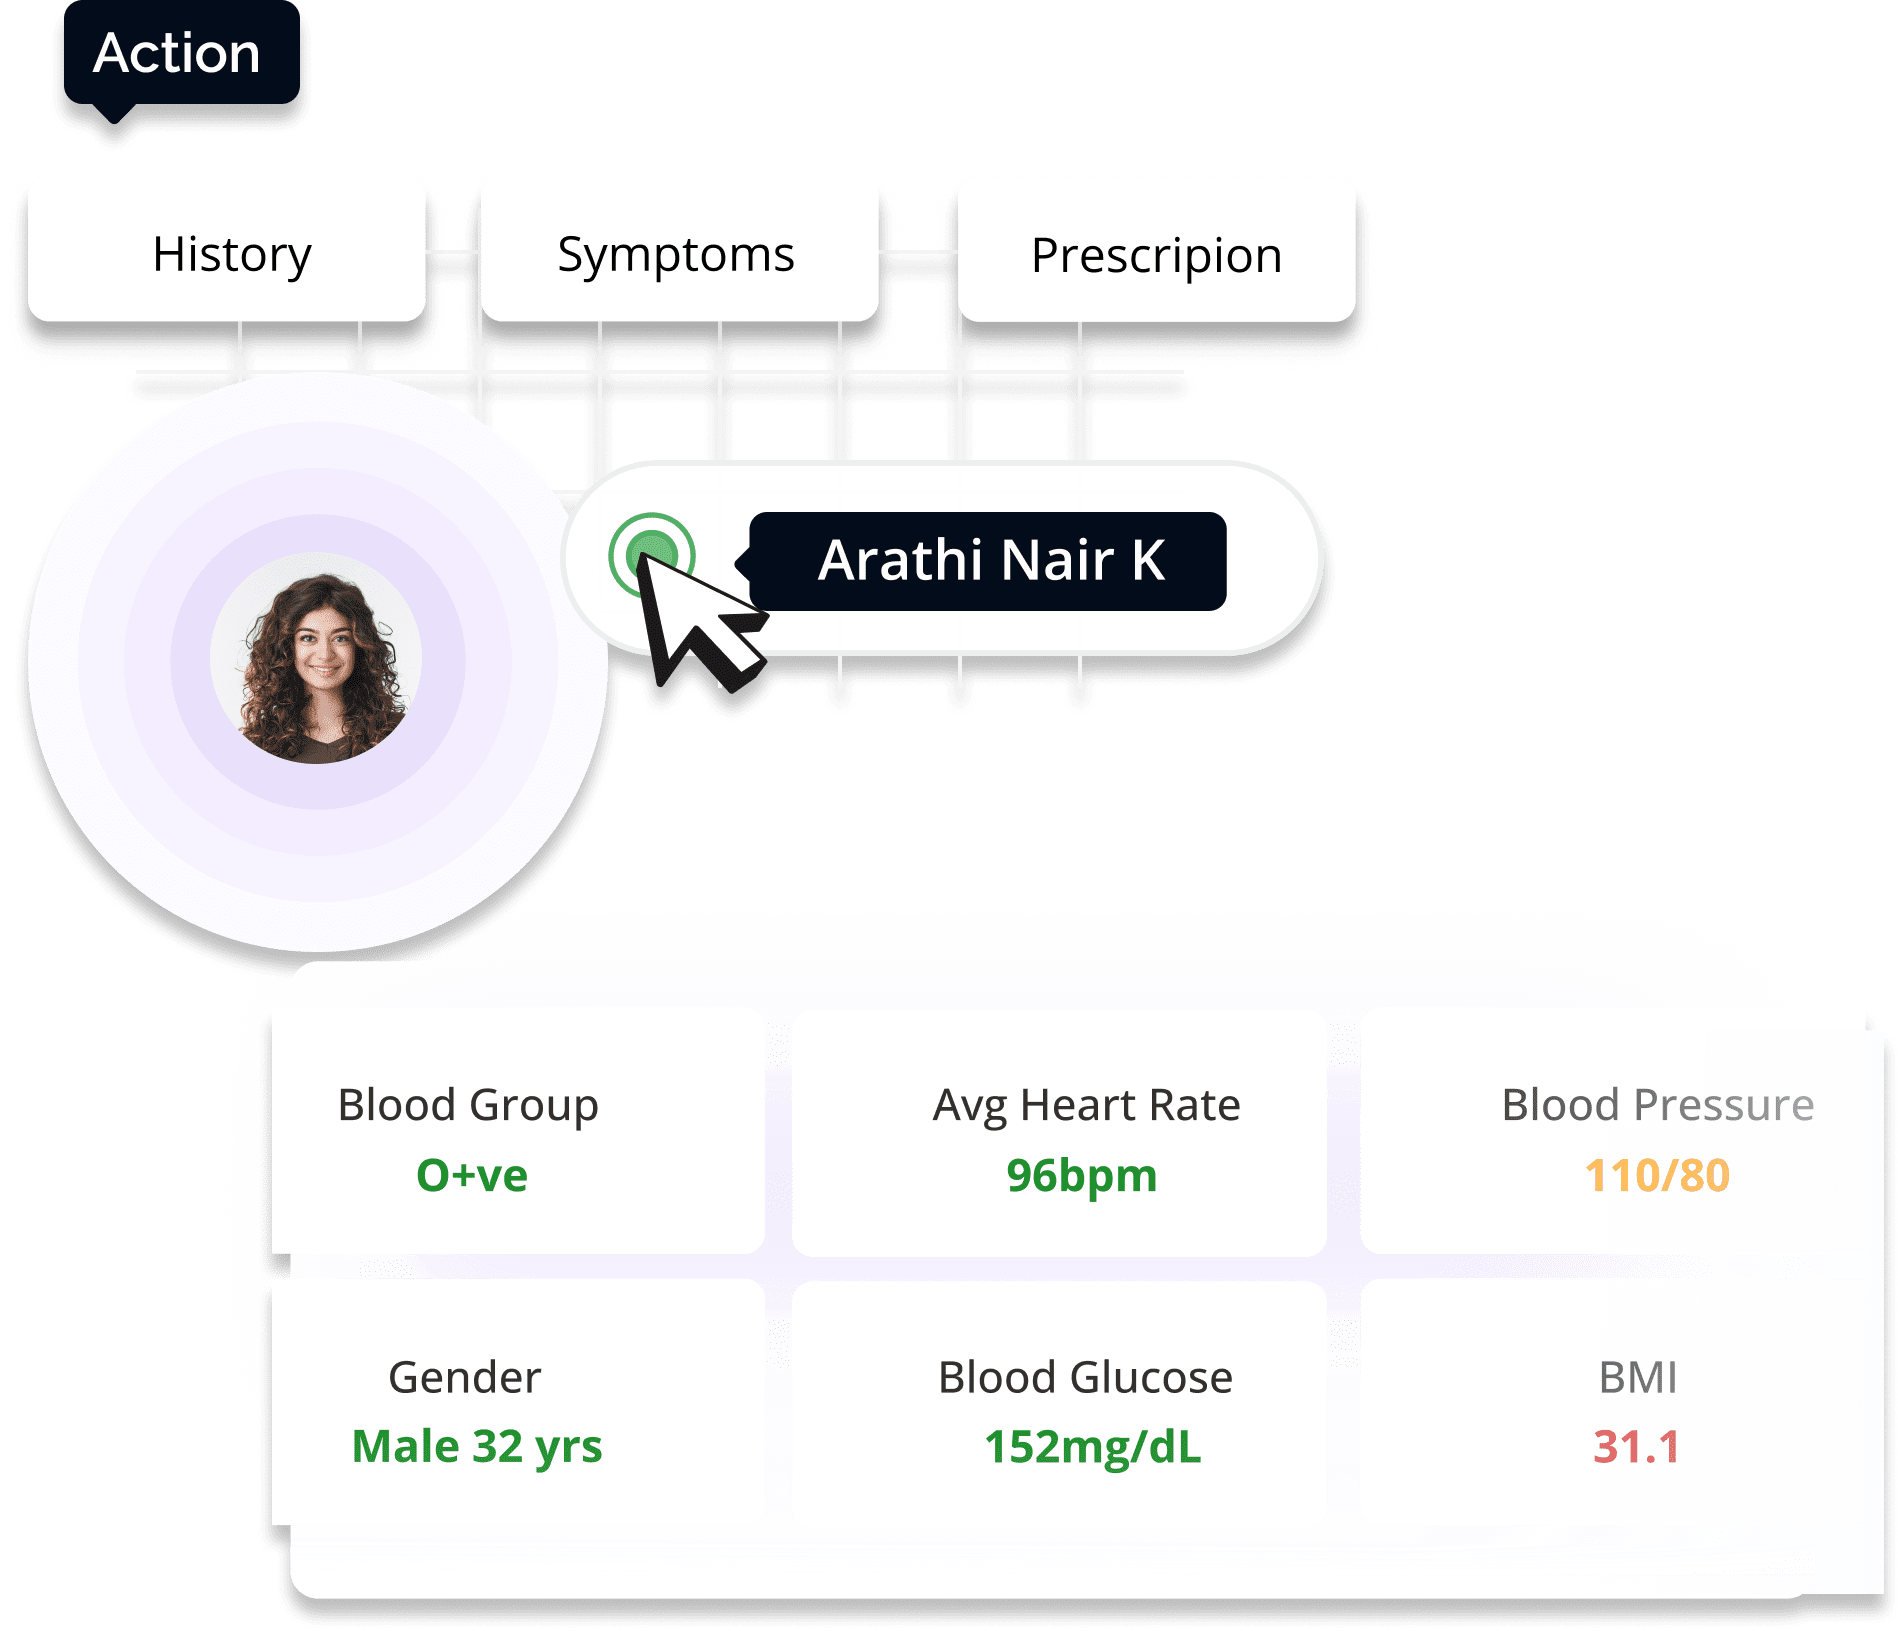 Action
History
Symptoms
Prescripion
Arathi Nair K
Blood Group
O+ve
Avg Heart Rate
96bpm
Blood Pressure
110/80
Gender
Male 32 yrs
Blood Glucose
152mg/dL
BMI
31.1